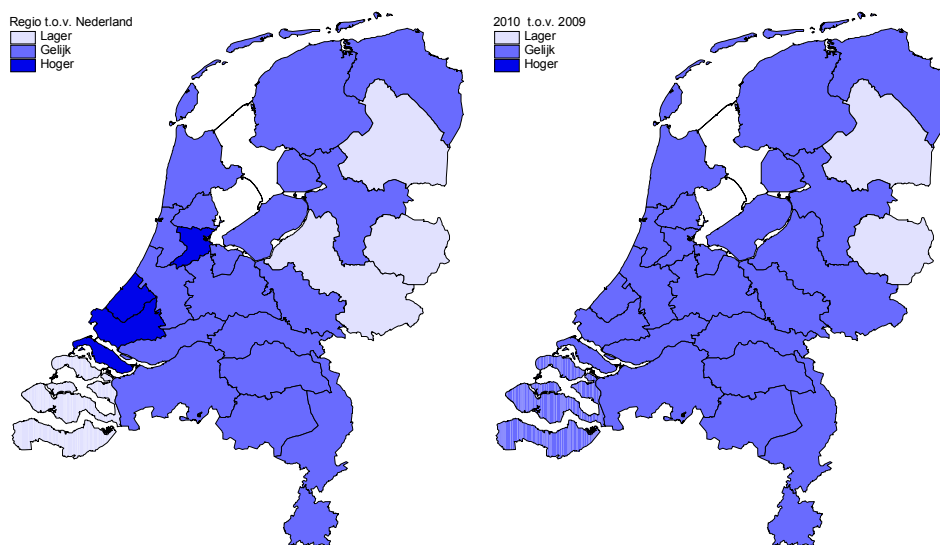 Regio t.o.v. Nederland
Lager
Gelijk
Hoger
2010 t.o.v. 2009
Lager
Gelijk
Hoger